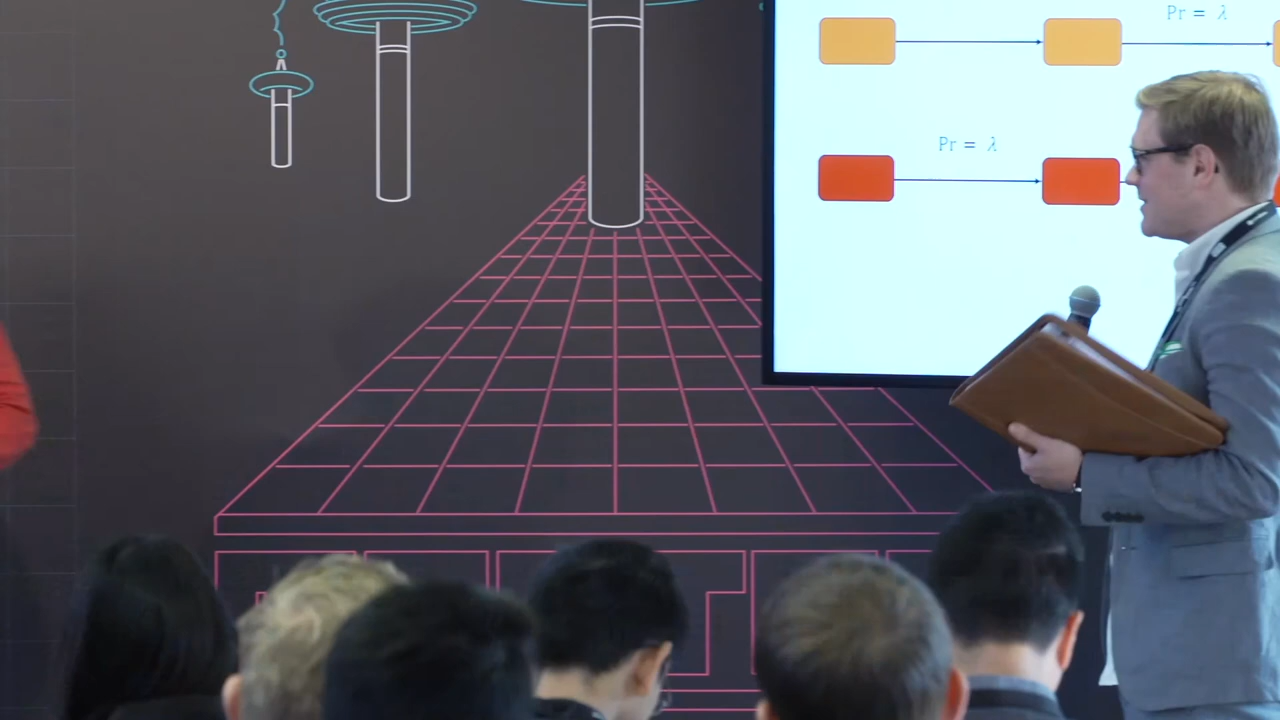 Pr = λ
Pr = λ